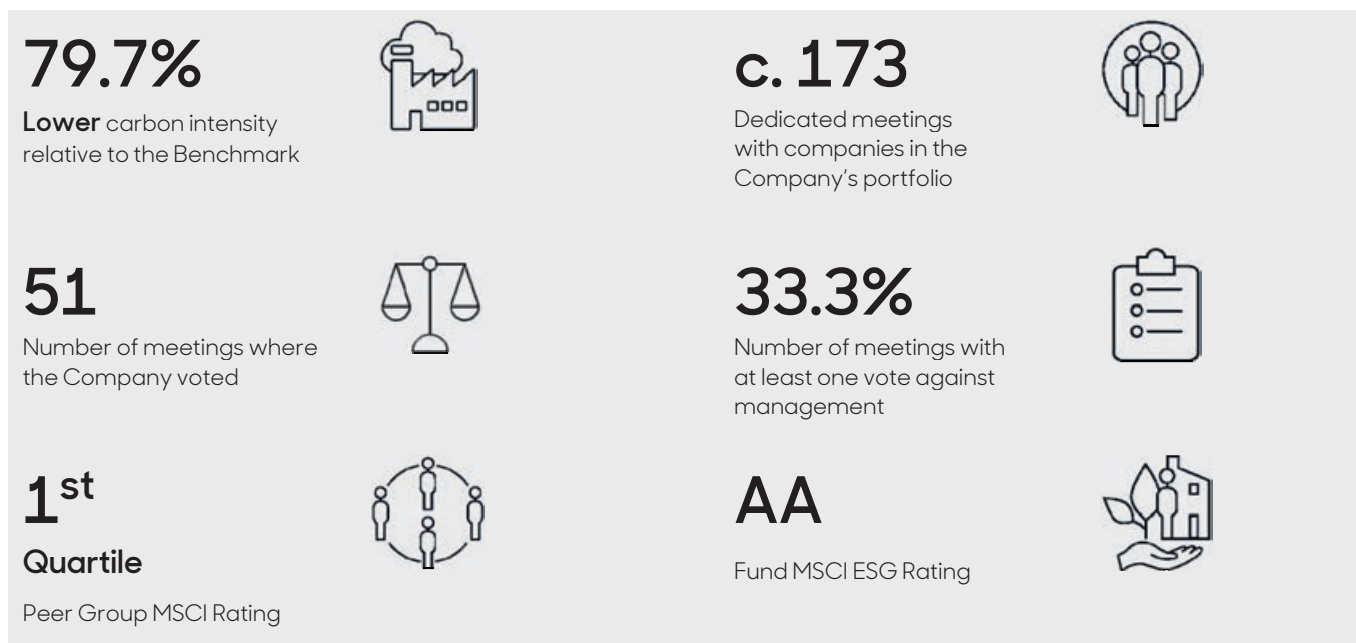 79.7%
Lower carbon intensity
relative to the Benchmark
c. 173
Dedicated meetings
with companies in the
Company's portfolio
51
Number of meetings where
the Company voted
33.3%
Number of meetings with
at least one vote against
management
1st
Quartile
Peer Group MSCI Rating
AA
Fund MSCI ESG Rating